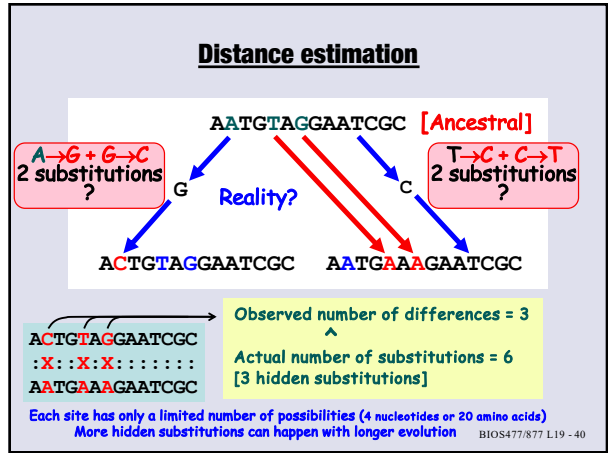 Distance estimation
AATGTAGGAATCGC [Ancestral]
A→G + G→C
2 substitutions
?
T→C + C→T
2 substitutions
?
G
Reality?
C
ACTGTAGGAATCGC
AATGAAAGAATCGC
Observed number of differences = 3
^
Actual number of substitutions = 6
[3 hidden substitutions]
ACTGTAGGAATCGC
:X::X:X:::::::
AATGAAAGAATCGC
Each site has only a limited number of possibilities (4 nucleotides or 20 amino acids)
More hidden substitutions can happen with longer evolution
BIOS477/877 L19 - 40